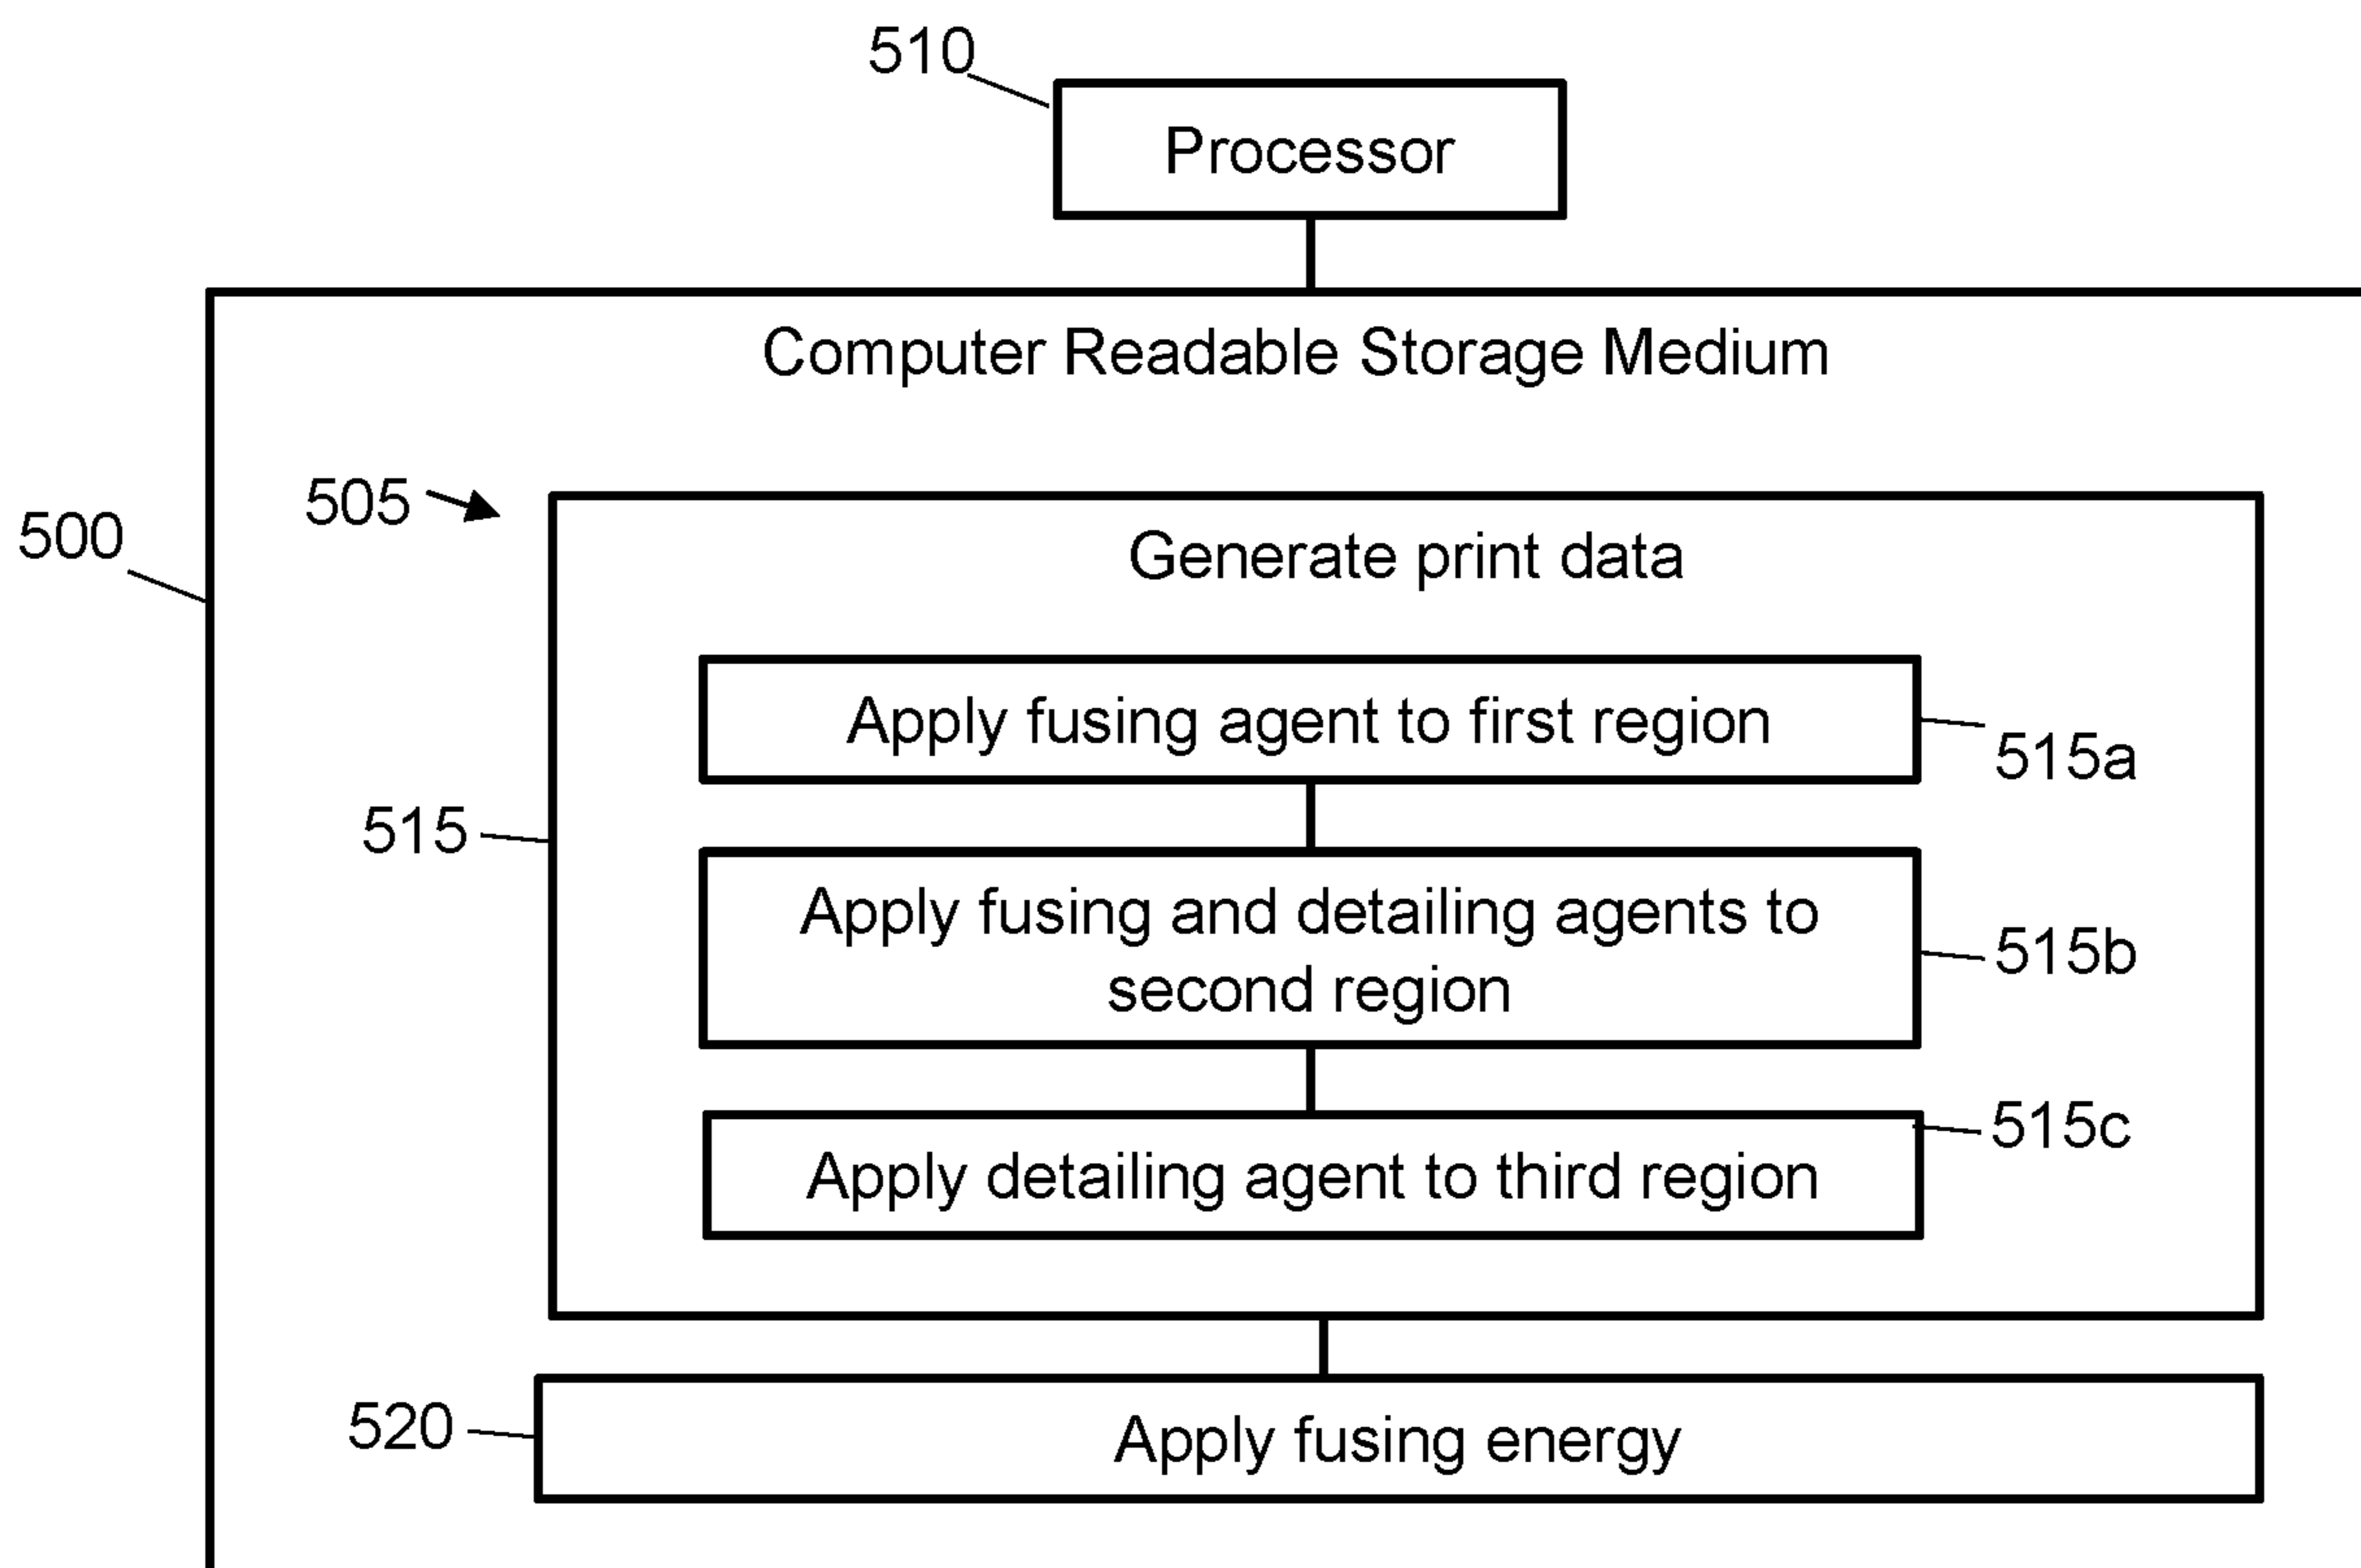 510
Processor
Computer Readable Storage Medium
505
500
Generate print data
Apply fusing agent to first region
515a
515
Apply fusing and detailing agents to
second region
515b
515c
Apply detailing agent to third region
520
Apply fusing energy